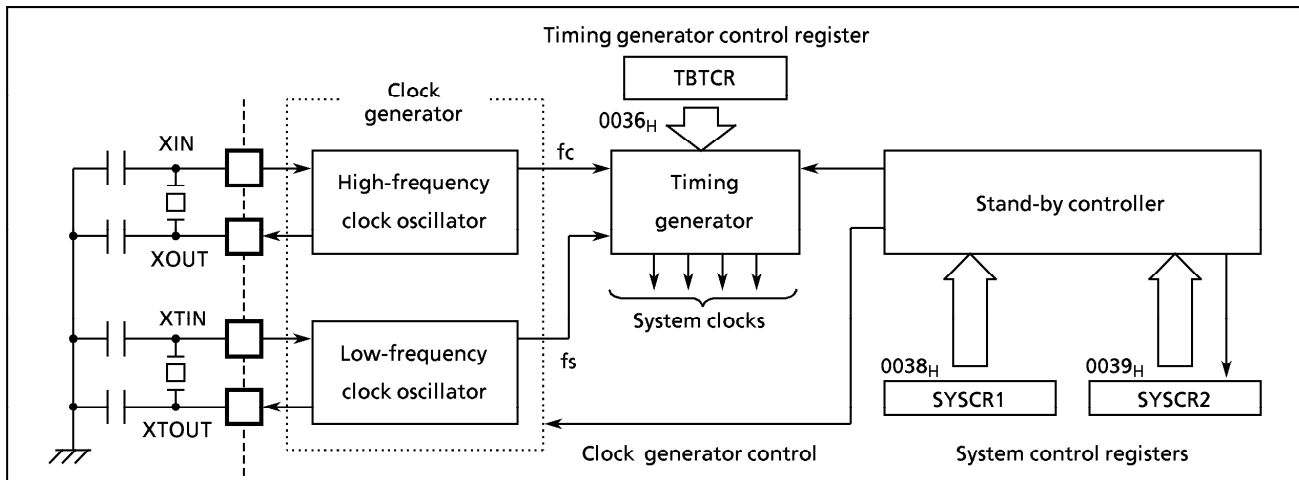 Timing generator control register
TBTCR
0036H
Clock
generator
XIN
XOUT
High-frequency
clock oscillator
fc
Timing
generator
Stand-by controller
System clocks
XTIN
XTOUT
Low-frequency
clock oscillator
fs
0038H
SYSCR1
0039H
SYSCR2
Clock generator control
System control registers